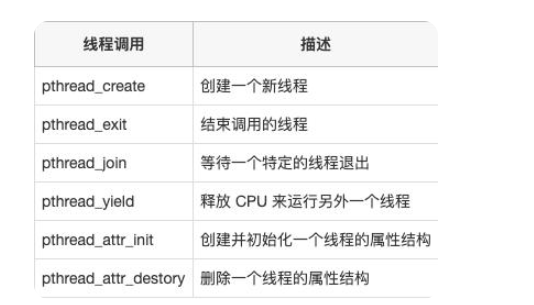 线程调用 描述
pthread_create 创建一个新线程
pthread_exit 结束调用的线程
pthread_join 等待一个特定的线程退出
pthread_yield 释放 CPU 来运行另外一个线程
pthread_attr_init 创建并初始化一个线程的属性结构
pthread_attr_destory 删除一个线程的属性结构